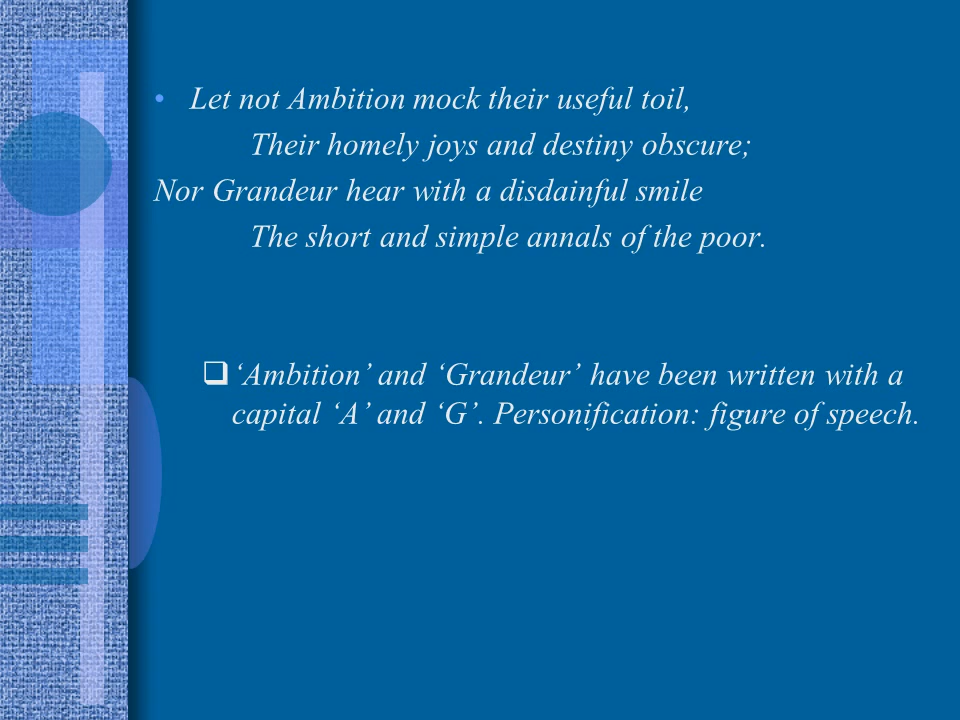 • Let not Ambition mock their useful toil,
Their homely joys and destiny obscure;
Nor Grandeur hear with a disdainful smile
The short and simple annals of the poor.
❑ ‘Ambition’ and ‘Grandeur’ have been written with a
capital ‘A’ and ‘G’. Personification: figure of speech.